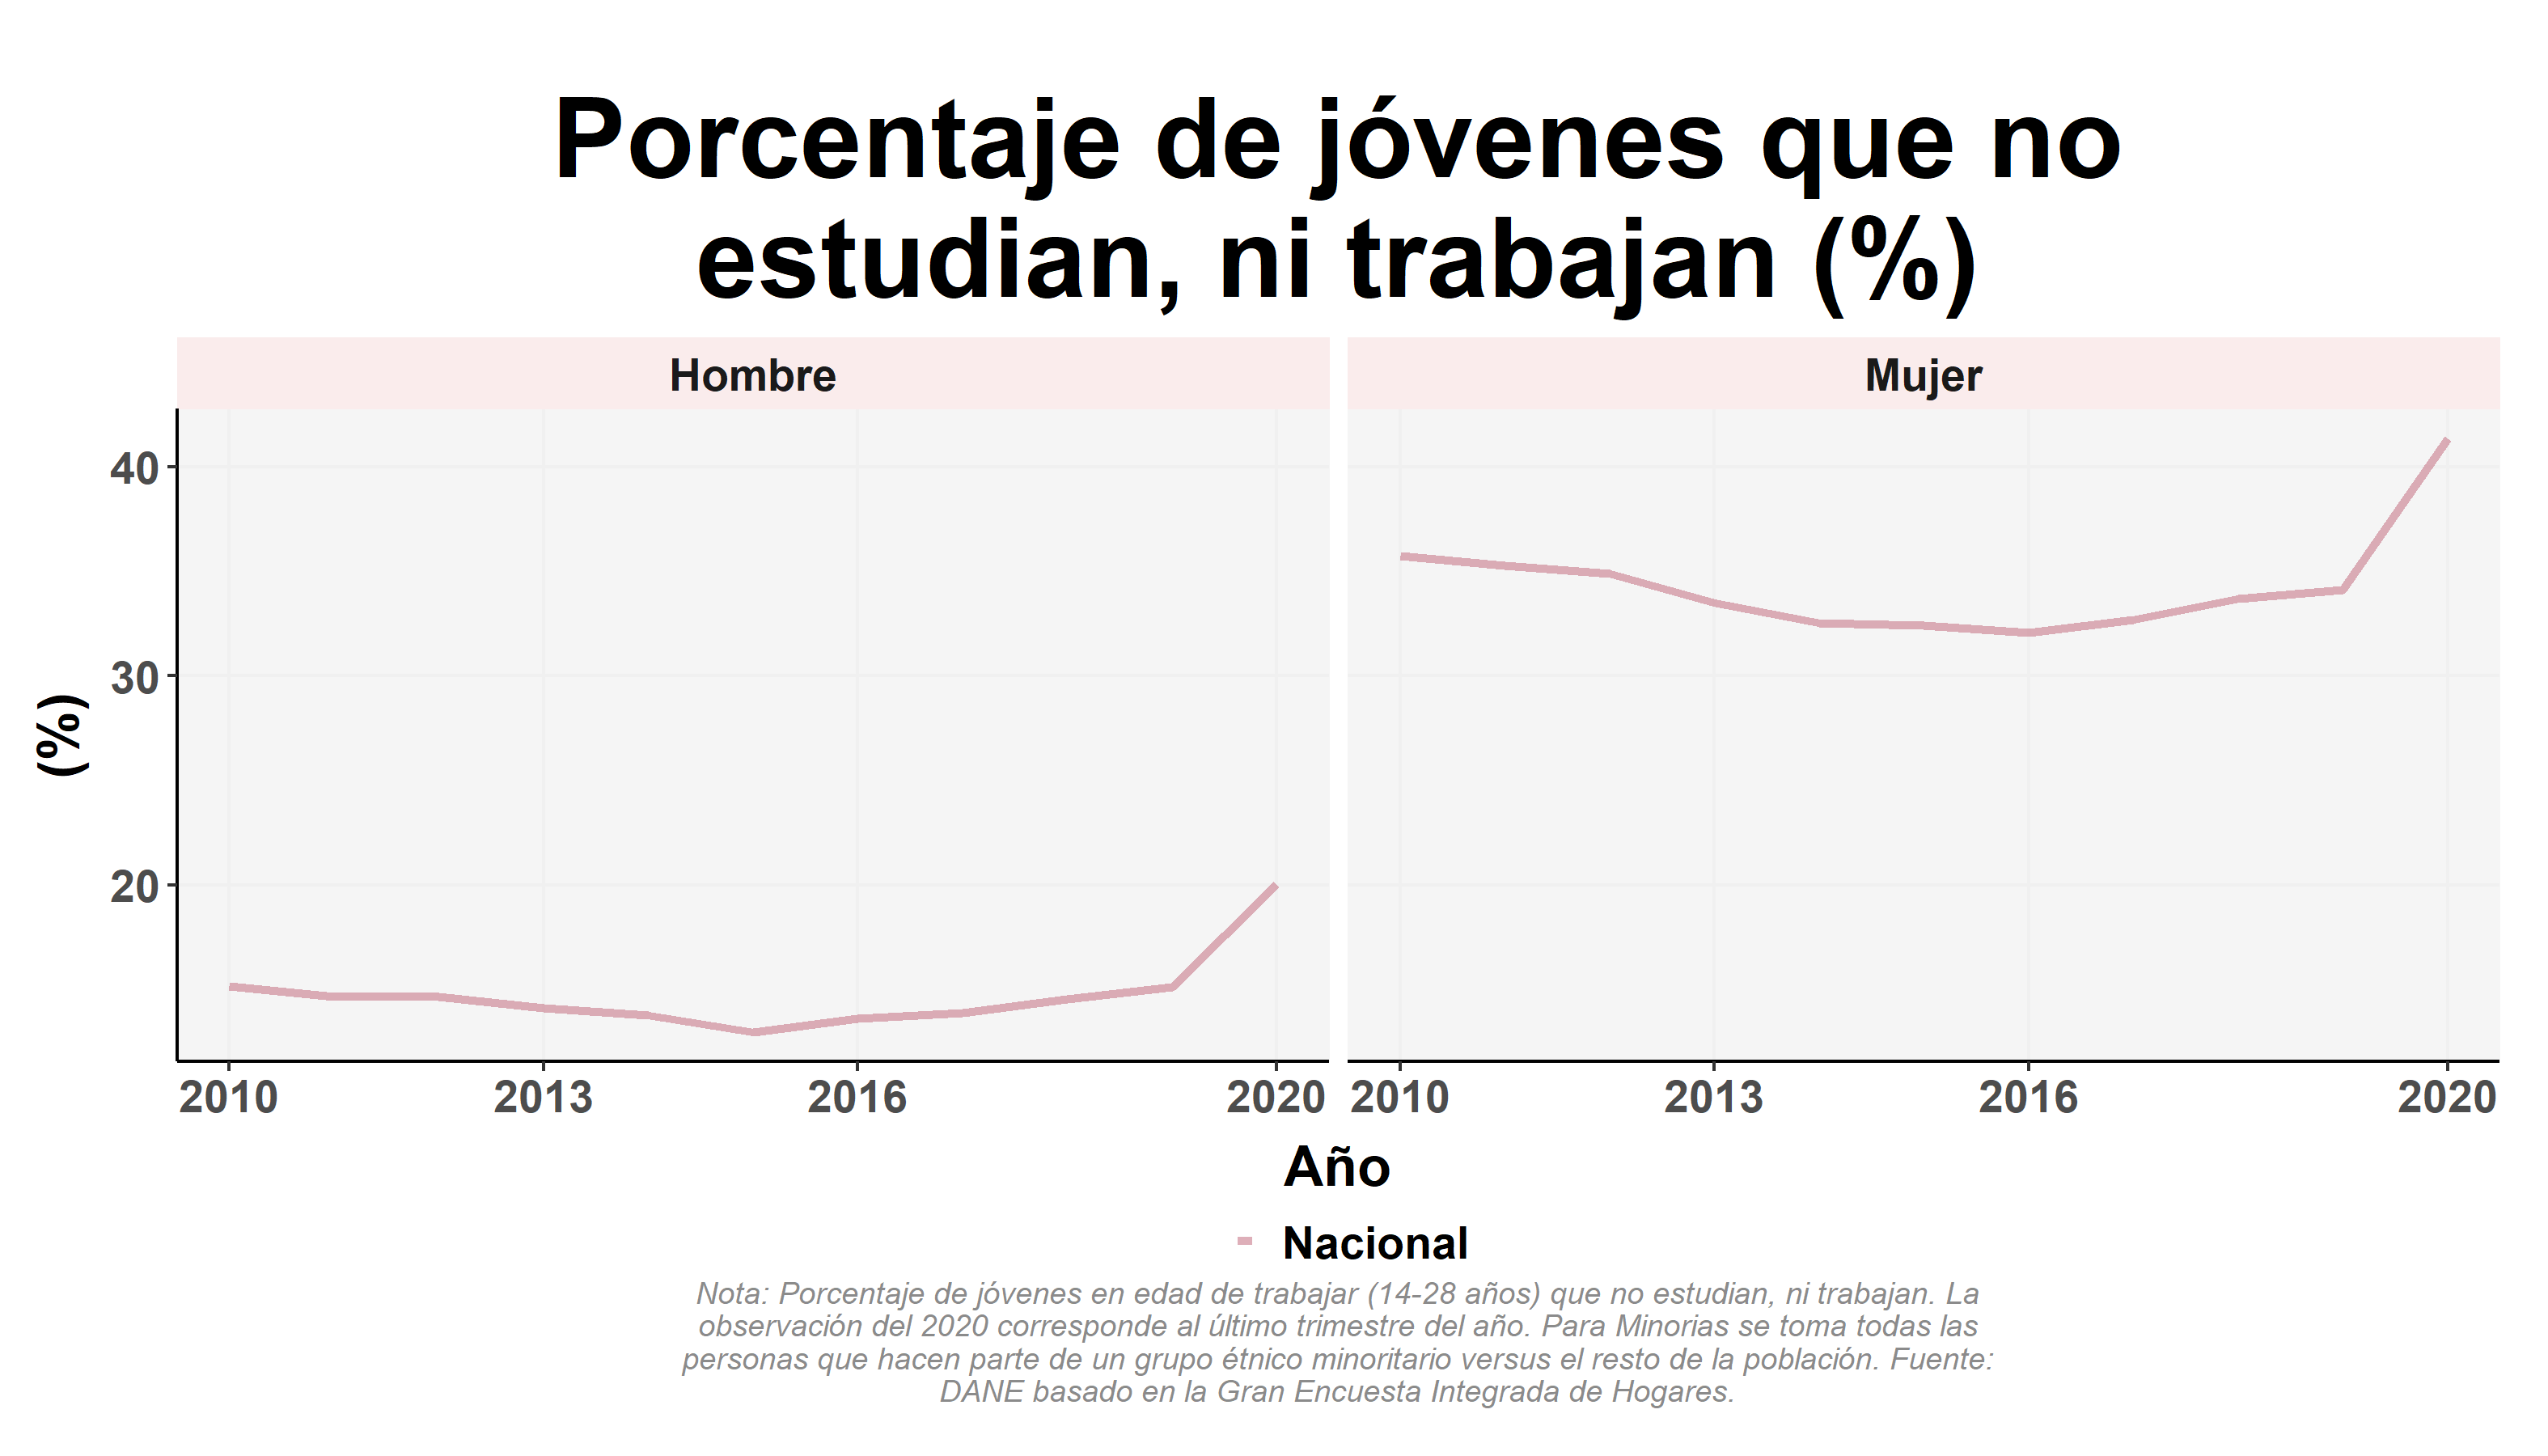 Porcentaje de jóvenes que no
estudian, ni trabajan (%)
Hombre
Mujer
(%)
40
30
20
2010
2013
2016
2020
2010
2013
2016
2020
Año
Nacional
Nota: Porcentaje de jóvenes en edad de trabajar (14-28 años) que no estudian, ni trabajan. La
observación del 2020 corresponde al último trimestre del año. Para Minorias se toma todas las
personas que hacen parte de un grupo étnico minoritario versus el resto de la población. Fuente:
DANE basado en la Gran Encuesta Integrada de Hogares.